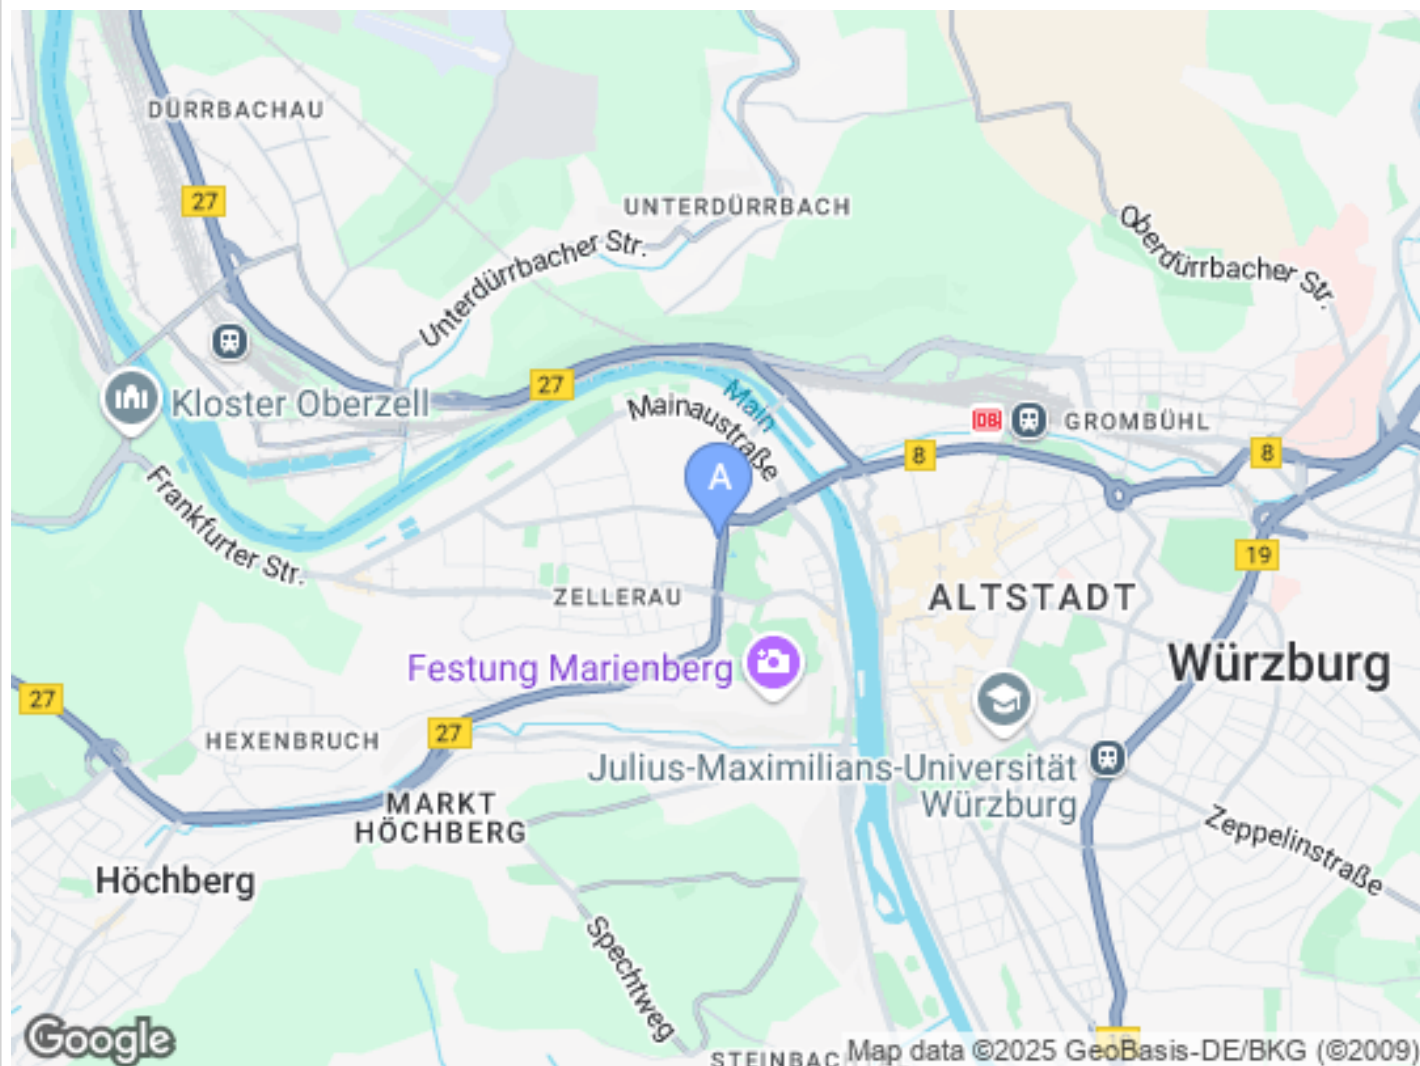 DÜRRBACHAU
27
UNTERDÜRRBACH
Unterdürrbacher Str.
Oberdürrbacher Str.
Kloster Oberzell
27
Mainaustraße
Main
DB
GROMBÜHL
8
8
A
Frankfurter Str.
19
ZELLERAU
ALTSTADT
Festung Marienberg
Würzburg
27
27
HEXENBRUCH
Julius-Maximilians-Universität
Würzburg
MARKT
HÖCHBERG
Zeppelinstraße
Höchberg
Spechtweg
Google
Map data ©2025 GeoBasis-DE/BKG (©2009)